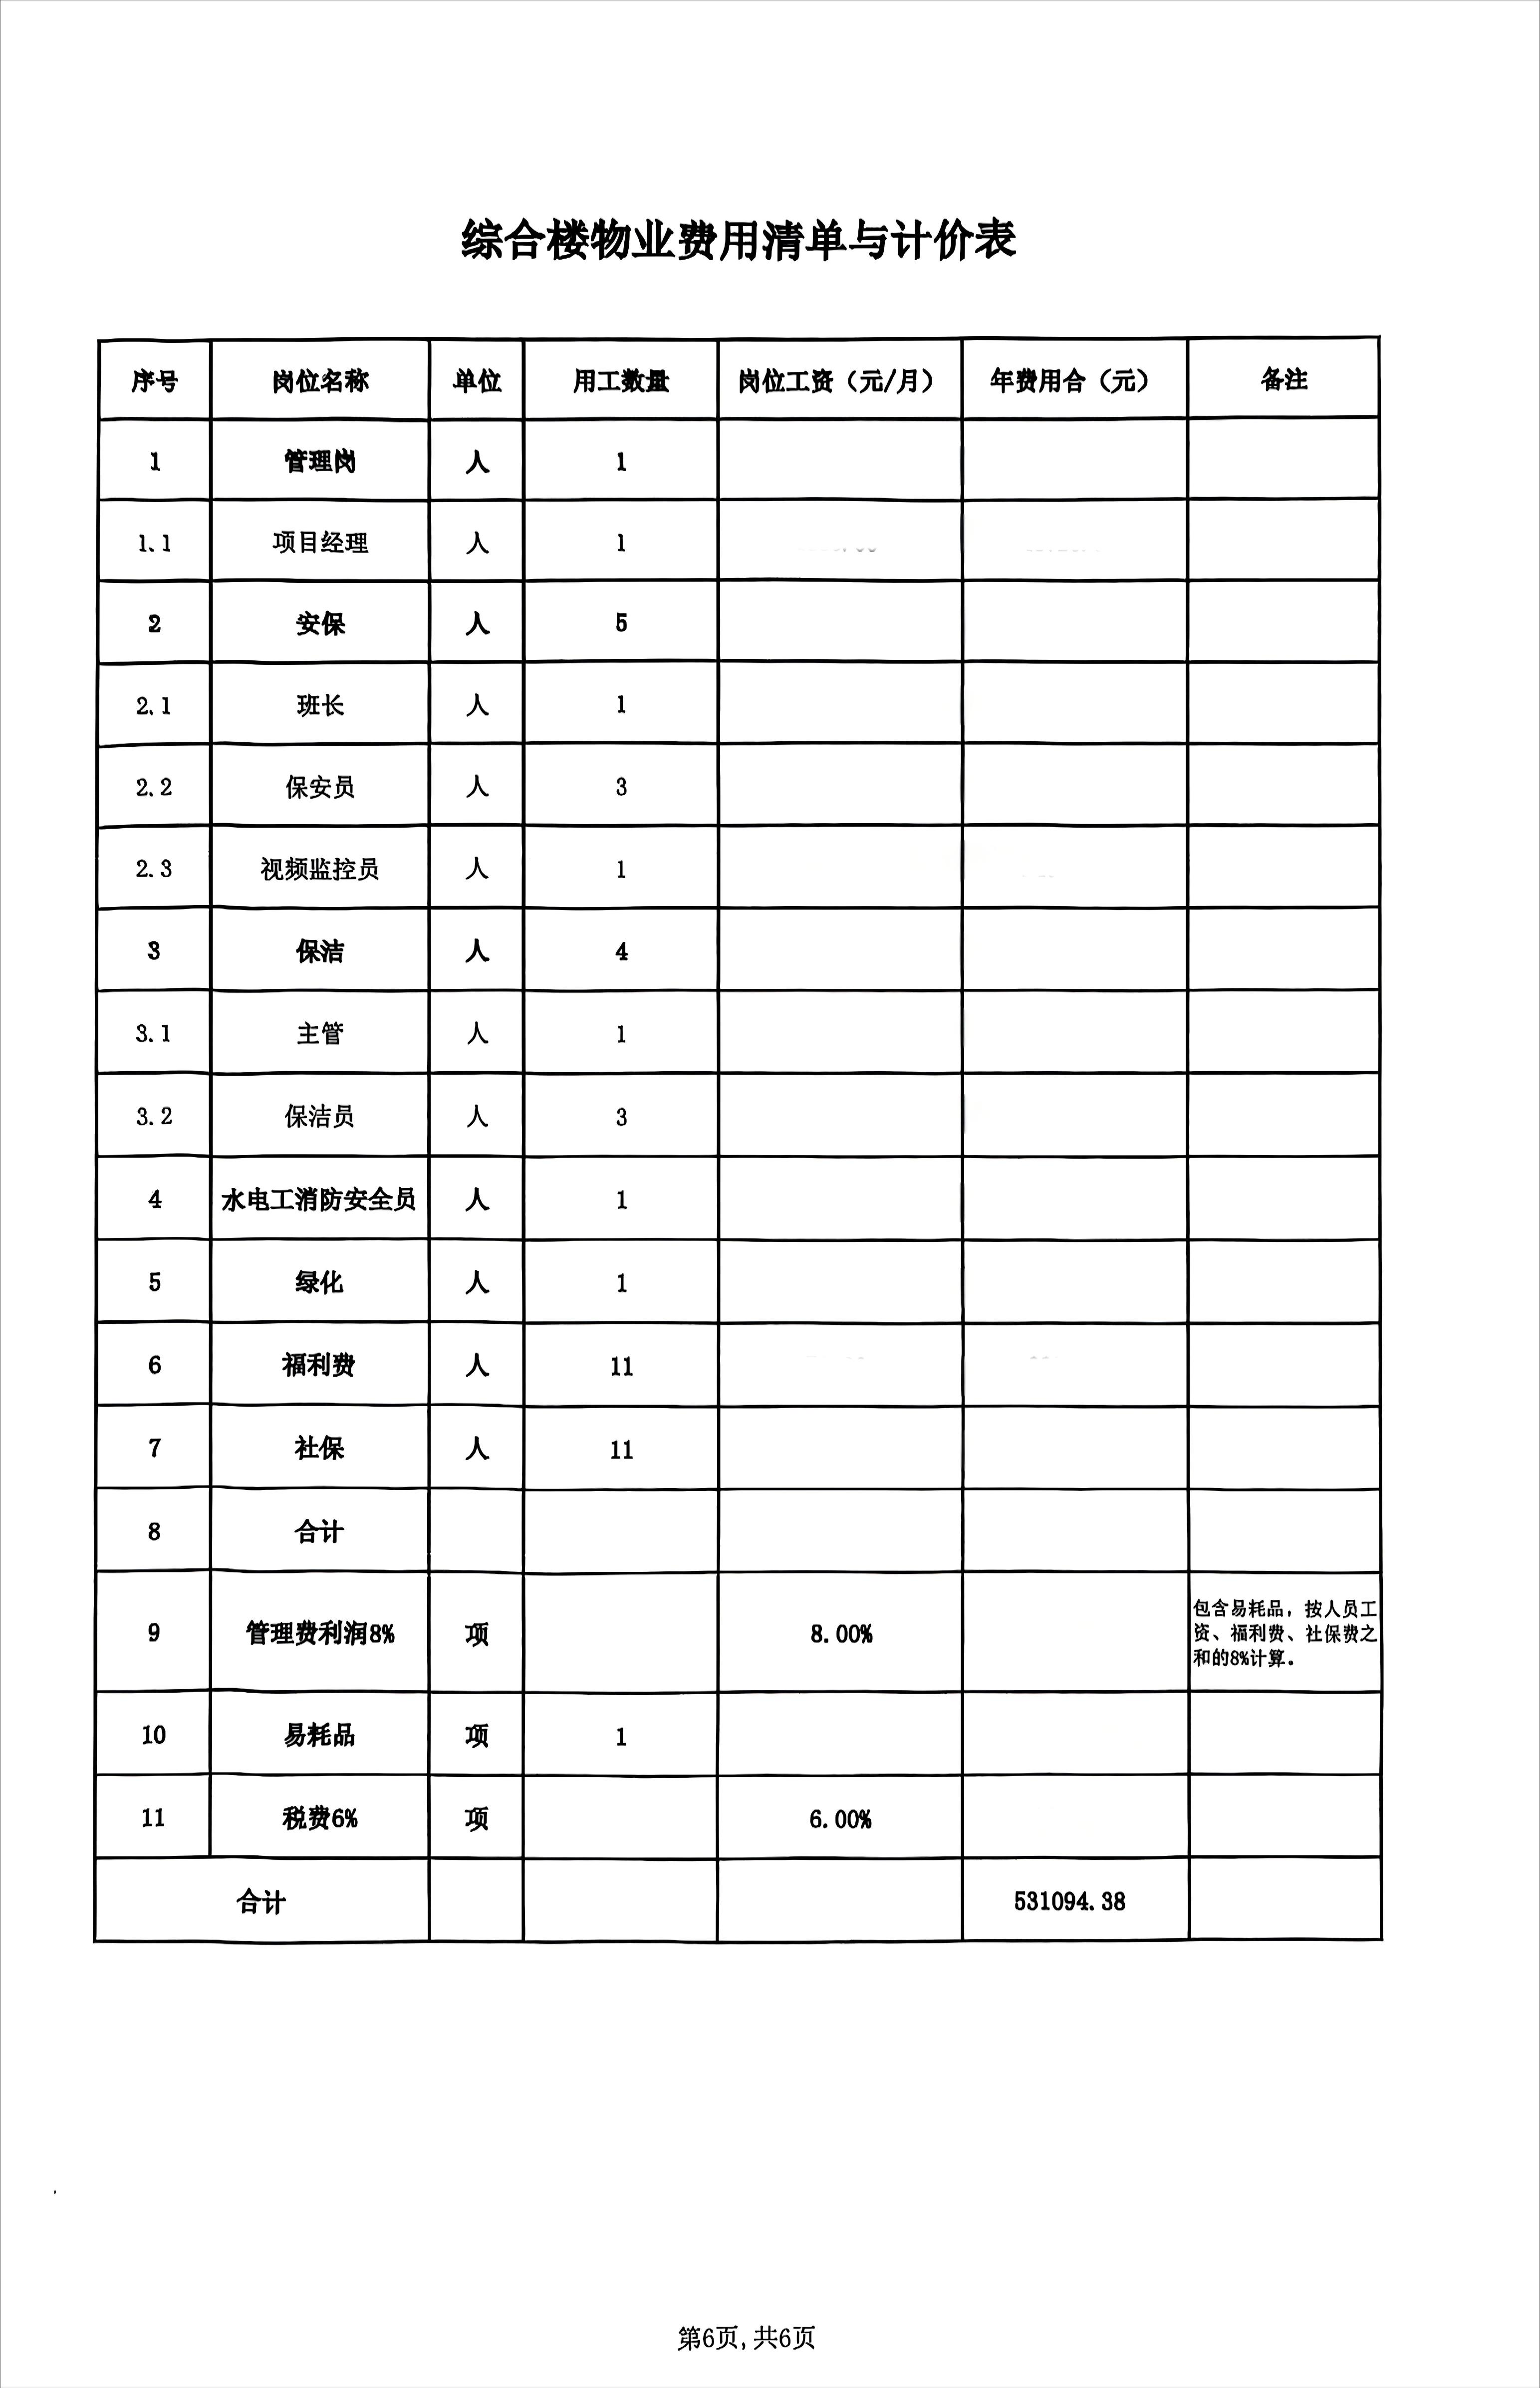 综合楼物业费用清单与计价表
序号 岗位名称 单位 用工数量 岗位工资（元/月） 年费用合（元） 备注
1 管理岗 人 1
1.1 项目经理 人 1
2 安保 人 5
2.1 班长 人 1
2.2 保安员 人 3
2.3 视频监控员 人 1
3 保洁 人 4
3.1 主管 人 1
3.2 保洁员 人 3
4 水电工消防安全员 人 1
5 绿化 人 1
6 福利费 人 11
7 社保 人 11
8 合计
9 管理费利润8% 项 8.00% 包含易耗品，按人员工
资、福利费、社保费之
和的8%计算。
10 易耗品 项 1
11 税费6% 项 6.00%
合计 531094.38
第6页,共6页